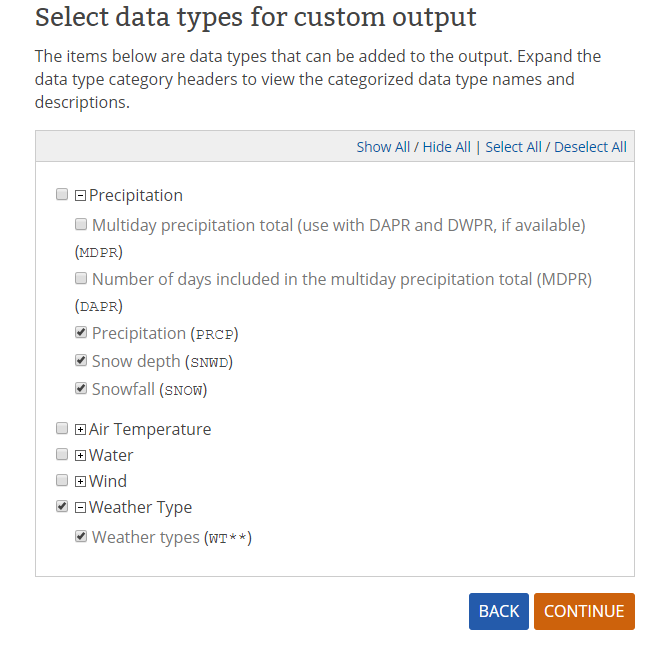 Select data types for custom output
The items below are data types that can be added to the output. Expand the
data type category headers to view the categorized data type names and
descriptions.
Show All / Hide All | Select All / Deselect All
Precipitation
Multiday precipitation total (use with DAPR and DWPR, if available)
(MDPR)
Number of days included in the multiday precipitation total (MDPR)
(DAPR)
Precipitation (PRCP)
Snow depth (SNWD)
Snowfall (SNOW)
Air Temperature
Water
Wind
Weather Type
Weather types (WT**)
BACK CONTINUE